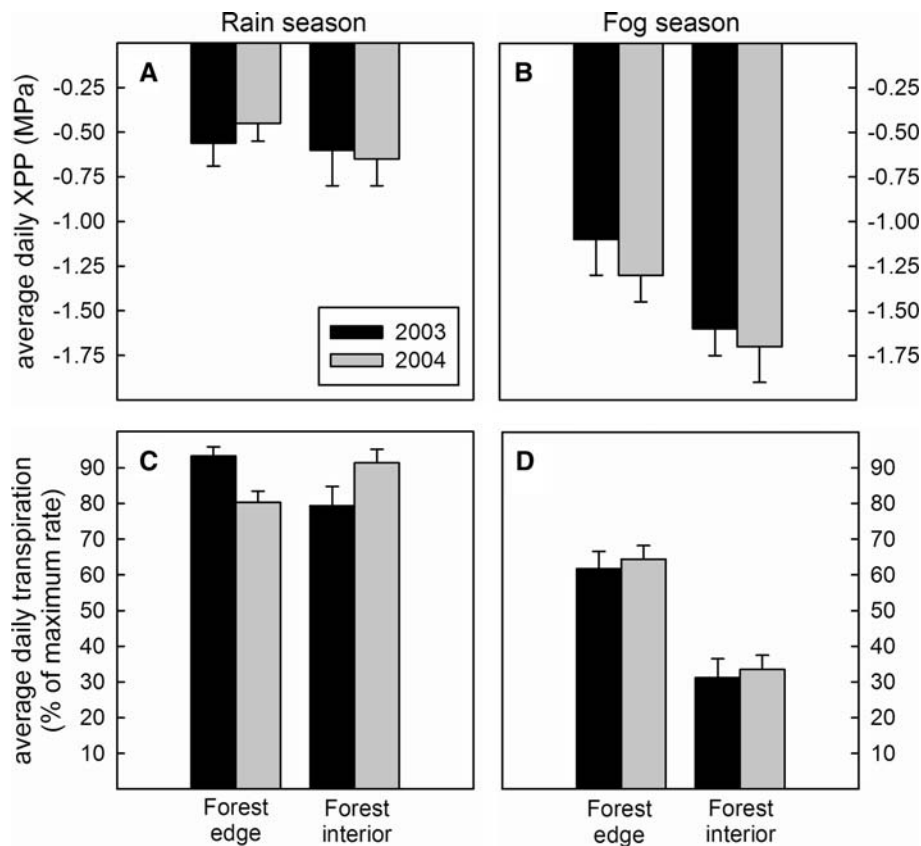 Rain season
Fog season
A
B
average daily XPP (MPa)
-0.25
-0.50
-0.75
-1.00
-1.25
-1.50
-1.75
2003
2004
-0.25
-0.50
-0.75
-1.00
-1.25
-1.50
-1.75
C
D
average daily transpiration
(% of maximum rate)
90
80
70
60
50
40
30
20
10
90
80
70
60
50
40
30
20
10
Forest
edge
Forest
interior
Forest
edge
Forest
interior